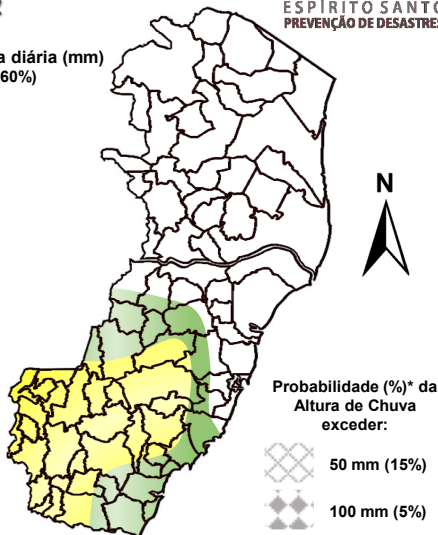 ESPÍRITO SANTO
PREVENÇÃO DE DESASTRES
a diária (mm)
60%)
N
Probabilidade (%)* da
Altura de Chuva
exceder:
50 mm (15%)
100 mm (5%)